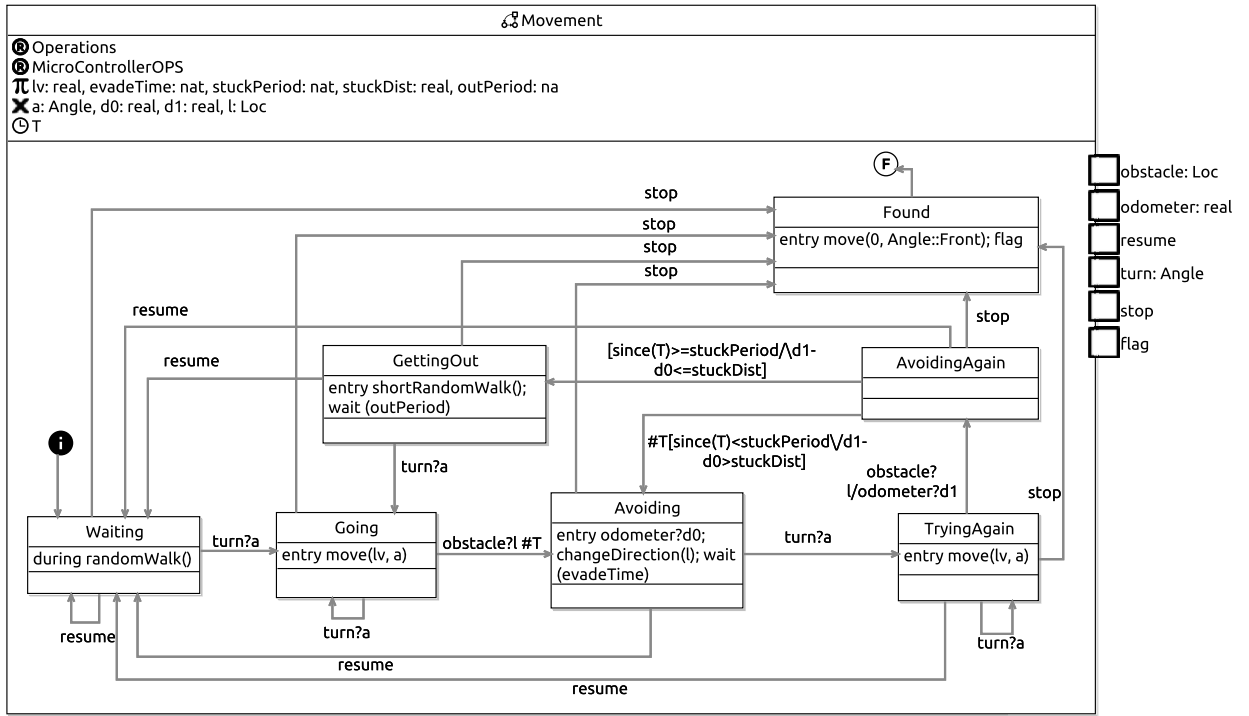 Movement
R Operations
R MicroControllerOPS
π lv: real, evadeTime: nat, stuckPeriod: nat, stuckDist: real, outPeriod: na
X a: Angle, d0: real, d1: real, l: Loc
T
F
stop
Found
entry move(0, Angle::Front); flag
stop
stop
stop
obstacle: Loc
odometer: real
resume
turn: Angle
stop
flag
resume
stop
resume
GettingOut
entry shortRandomWalk();
wait (outPeriod)
[since(T)>=stuckPeriod/\d1-
d0<=stuckDist]
AvoidingAgain
i
turn?a
#T[since(T)<stuckPeriod\/d1-
d0>stuckDist]
obstacle?
l/odometer?d1
stop
Waiting
during randomWalk()
turn?a
Going
entry move(lv, a)
obstacle?l #T
Avoiding
entry odometer?d0;
changeDirection(l); wait
(evadeTime)
turn?a
TryingAgain
entry move(lv, a)
resume
turn?a
turn?a
resume
resume